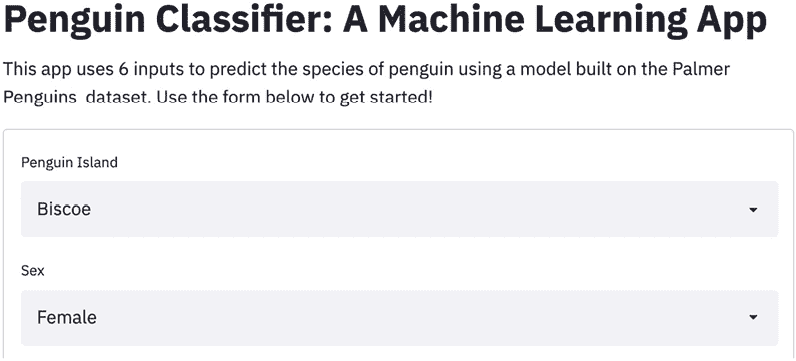 Penguin Classifier: A Machine Learning App
This app uses 6 inputs to predict the species of penguin using a model built on the Palmer
Penguins dataset. Use the form below to get started!
Penguin Island
Biscoe
Sex
Female